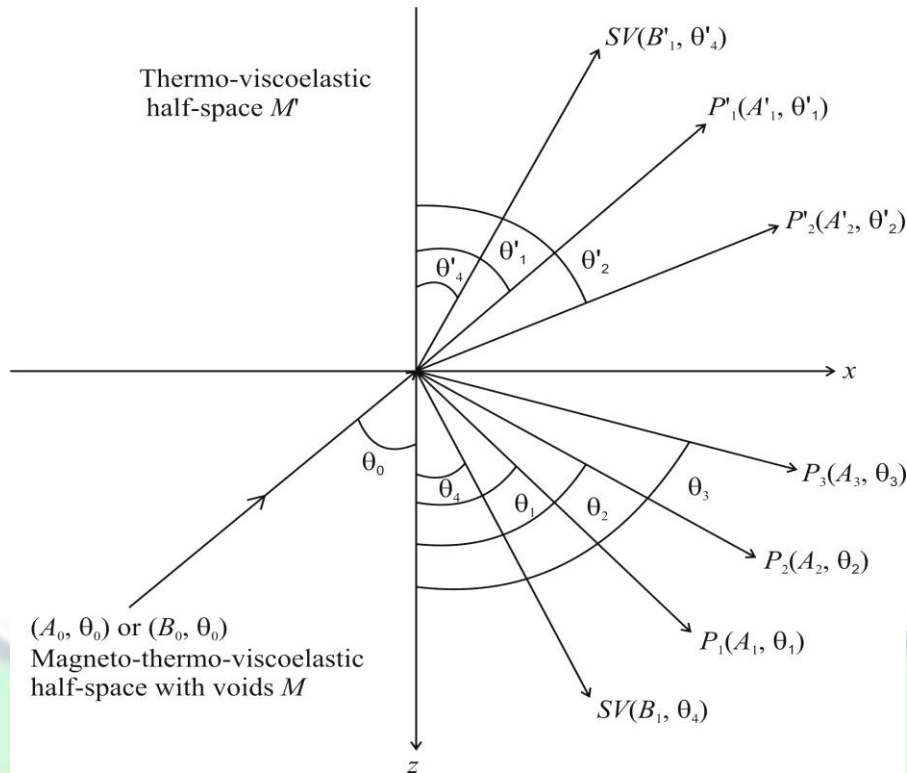 SV(B'₁, θ'₄)
Thermo-viscoelastic
half-space M'
P'₁(A'₁, θ'₁)
P'₂(A'₂, θ'₂)
θ'₄
θ'₁
θ'₂
x
θ₀
θ₄
θ₁
θ₂
θ₃
P₃(A₃, θ₃)
P₂(A₂, θ₂)
(A₀, θ₀) or (B₀, θ₀)
P₁(A₁, θ₁)
Magneto-thermo-viscoelastic
half-space with voids M
SV(B₁, θ₄)
z